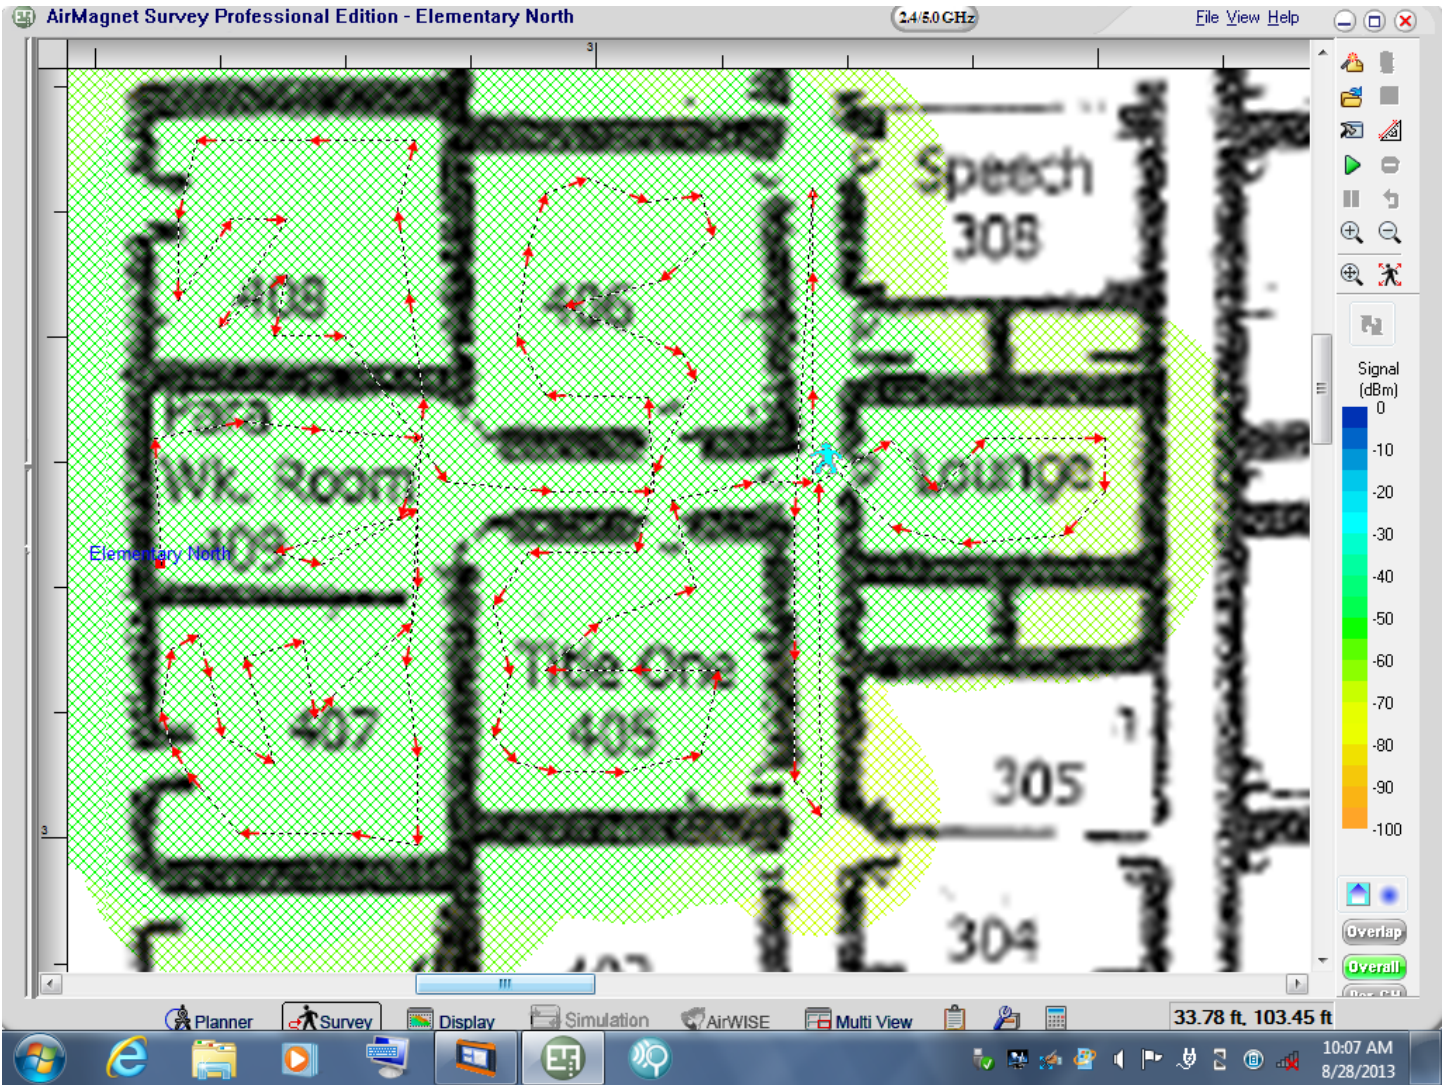 AirMagnet Survey Professional Edition - Elementary North
2.4/5.0 GHz
File View Help
3
Speech
308
408
406
Para
Room
409
Lounge
Elementary North
Title One
405
407
305
304
3
Signal
(dBm)
0
-10
-20
-30
-40
-50
-60
-70
-80
-90
-100
Overlap
Overall
Planner
Survey
Display
Simulation
AirWISE
Multi View
33.78 ft, 103.45 ft
10:07 AM
8/28/2013